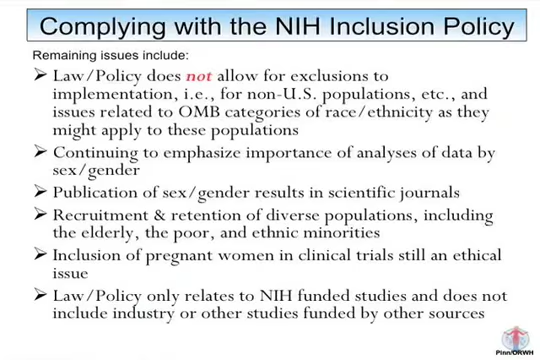 Complying with the NIH Inclusion Policy
Remaining issues include:
➢ Law/Policy does not allow for exclusions to
implementation, i.e., for non-U.S. populations, etc., and
issues related to OMB categories of race/ethnicity as they
might apply to these populations
➢ Continuing to emphasize importance of analyses of data by
sex/gender
➢ Publication of sex/gender results in scientific journals
➢ Recruitment & retention of diverse populations, including
the elderly, the poor, and ethnic minorities
➢ Inclusion of pregnant women in clinical trials still an ethical
issue
➢ Law/Policy only relates to NIH funded studies and does not
include industry or other studies funded by other sources
Pinn/ORWH